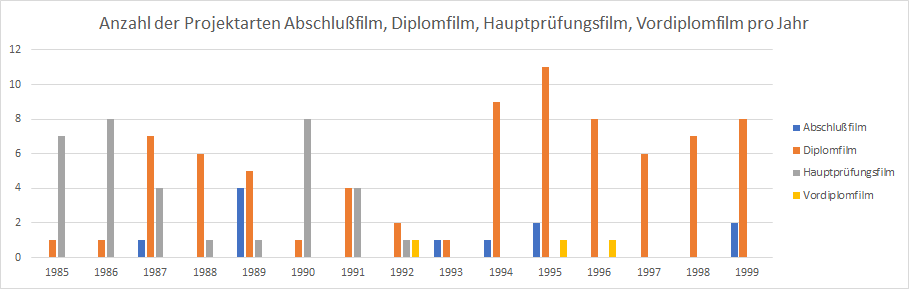 Anzahl der Projektarten Abschlußfilm, Diplomfilm, Hauptprüfungsfilm, Vordiplomfilm pro Jahr
12
10
8
6
4
2
0
1985 1986 1987 1988 1989 1990 1991 1992 1993 1994 1995 1996 1997 1998 1999
Abschlußfilm
Diplomfilm
Hauptprüfungsfilm
Vordiplomfilm